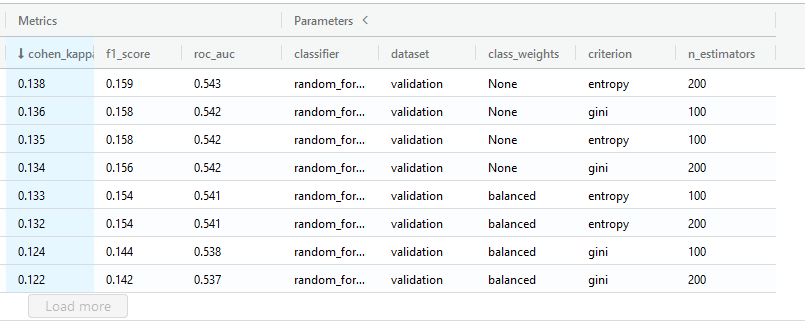 Metrics Parameters
cohen_kappa f1_score roc_auc classifier dataset class_weights criterion n_estimators
0.138 0.159 0.543 random_for... validation None entropy 200
0.136 0.158 0.542 random_for... validation None gini 100
0.135 0.158 0.542 random_for... validation None entropy 100
0.134 0.156 0.542 random_for... validation None gini 200
0.133 0.154 0.541 random_for... validation balanced entropy 100
0.132 0.154 0.541 random_for... validation balanced entropy 200
0.124 0.144 0.538 random_for... validation balanced gini 100
0.122 0.142 0.537 random_for... validation balanced gini 200
Load more